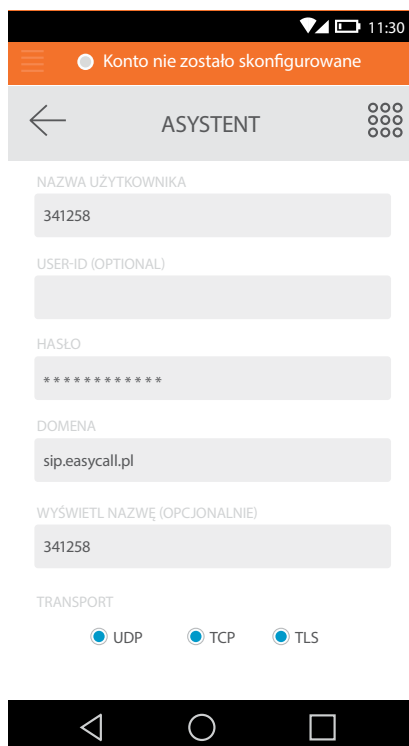 11:30
Konto nie zostało skonfigurowane
ASYSTENT
NAZWA UŻYTKOWNIKA
341258
USER-ID (OPTIONAL)
HASŁO
* * * * * * * * * * * *
DOMENA
sip.easycall.pl
WYŚWIETL NAZWĘ (OPCJONALNIE)
341258
TRANSPORT
UDP TCP TLS